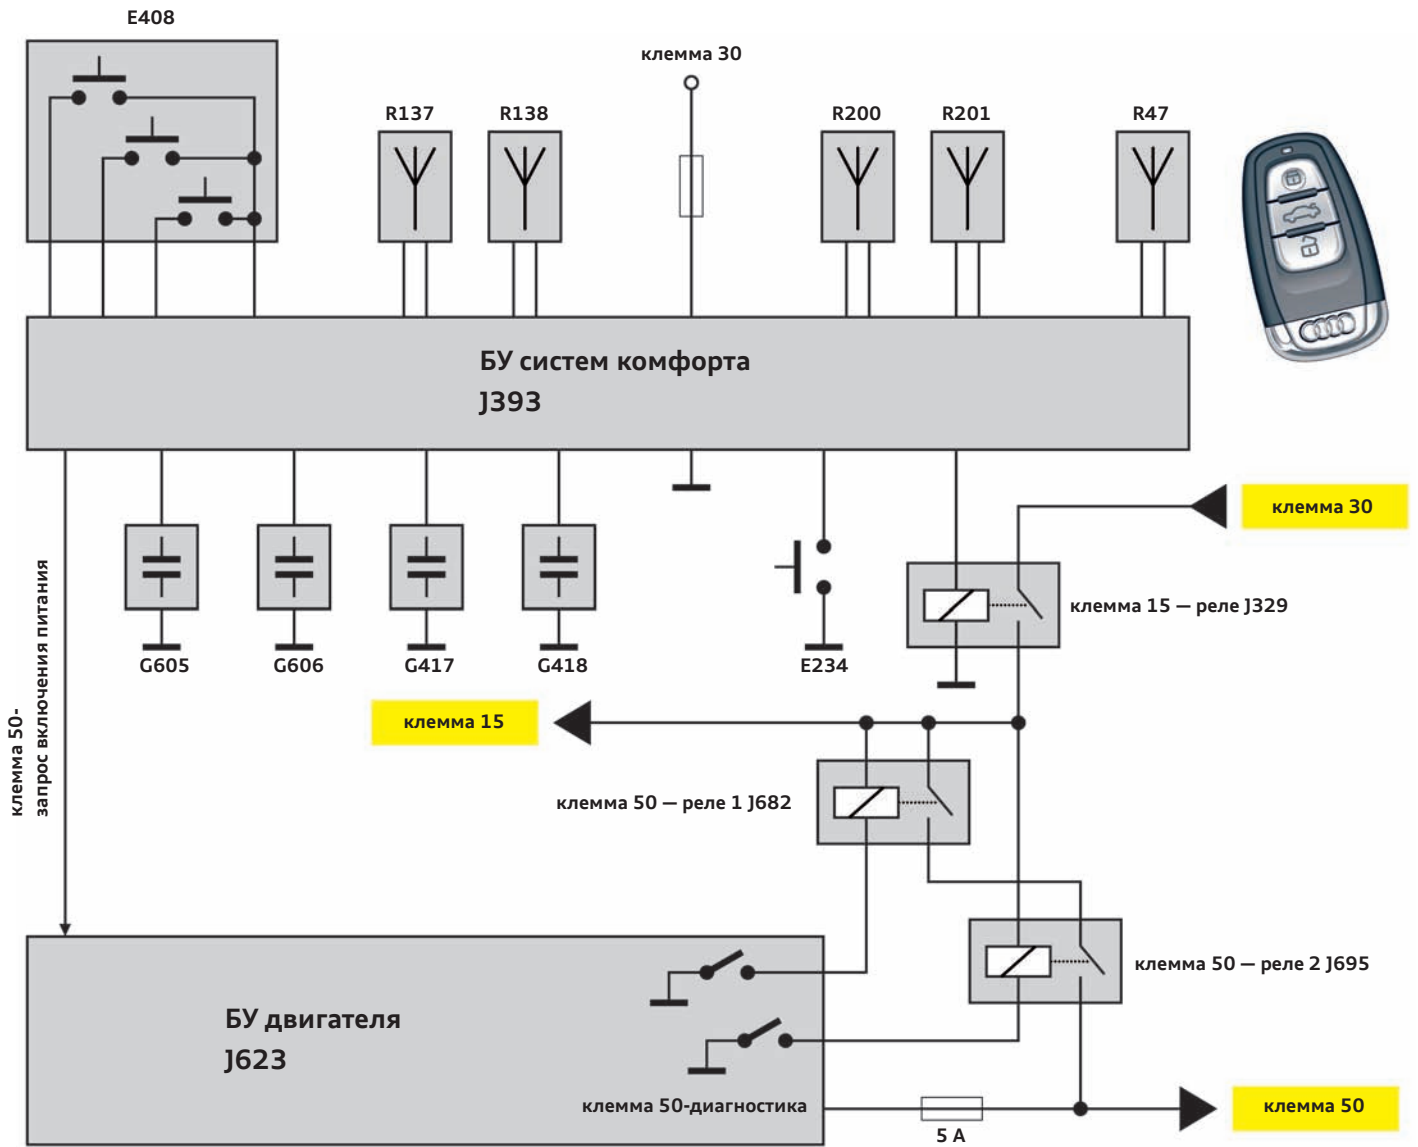 E408
клемма 30
R137
R138
R200
R201
R47
БУ систем комфорта
J393
клемма 30
клемма 15 — реле J329
G605
G606
G417
G418
E234
клемма 50-
запрос включения питания
клемма 15
клемма 50 — реле 1 J682
клемма 50 — реле 2 J695
БУ двигателя
J623
клемма 50-диагностика
5 A
клемма 50